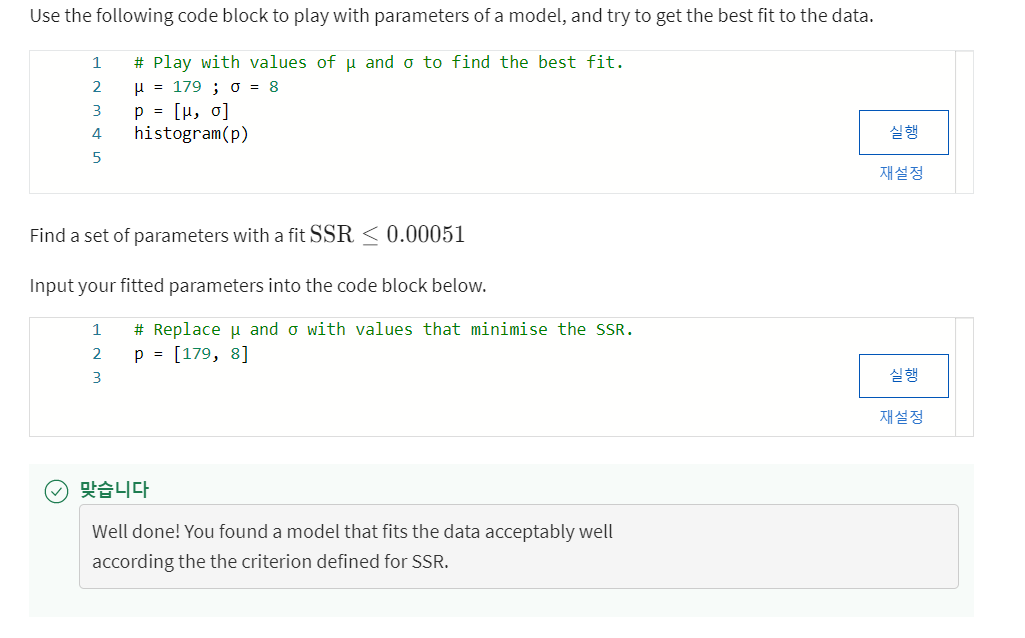 Use the following code block to play with parameters of a model, and try to get the best fit to the data.
1 # Play with values of μ and σ to find the best fit.
2 μ = 179 ; σ = 8
3 p = [μ, σ]
4 histogram(p)
5
실행
재설정
Find a set of parameters with a fit SSR ≤ 0.00051
Input your fitted parameters into the code block below.
1 # Replace μ and σ with values that minimise the SSR.
2 p = [179, 8]
3
실행
재설정
맞습니다
Well done! You found a model that fits the data acceptably well
according the the criterion defined for SSR.